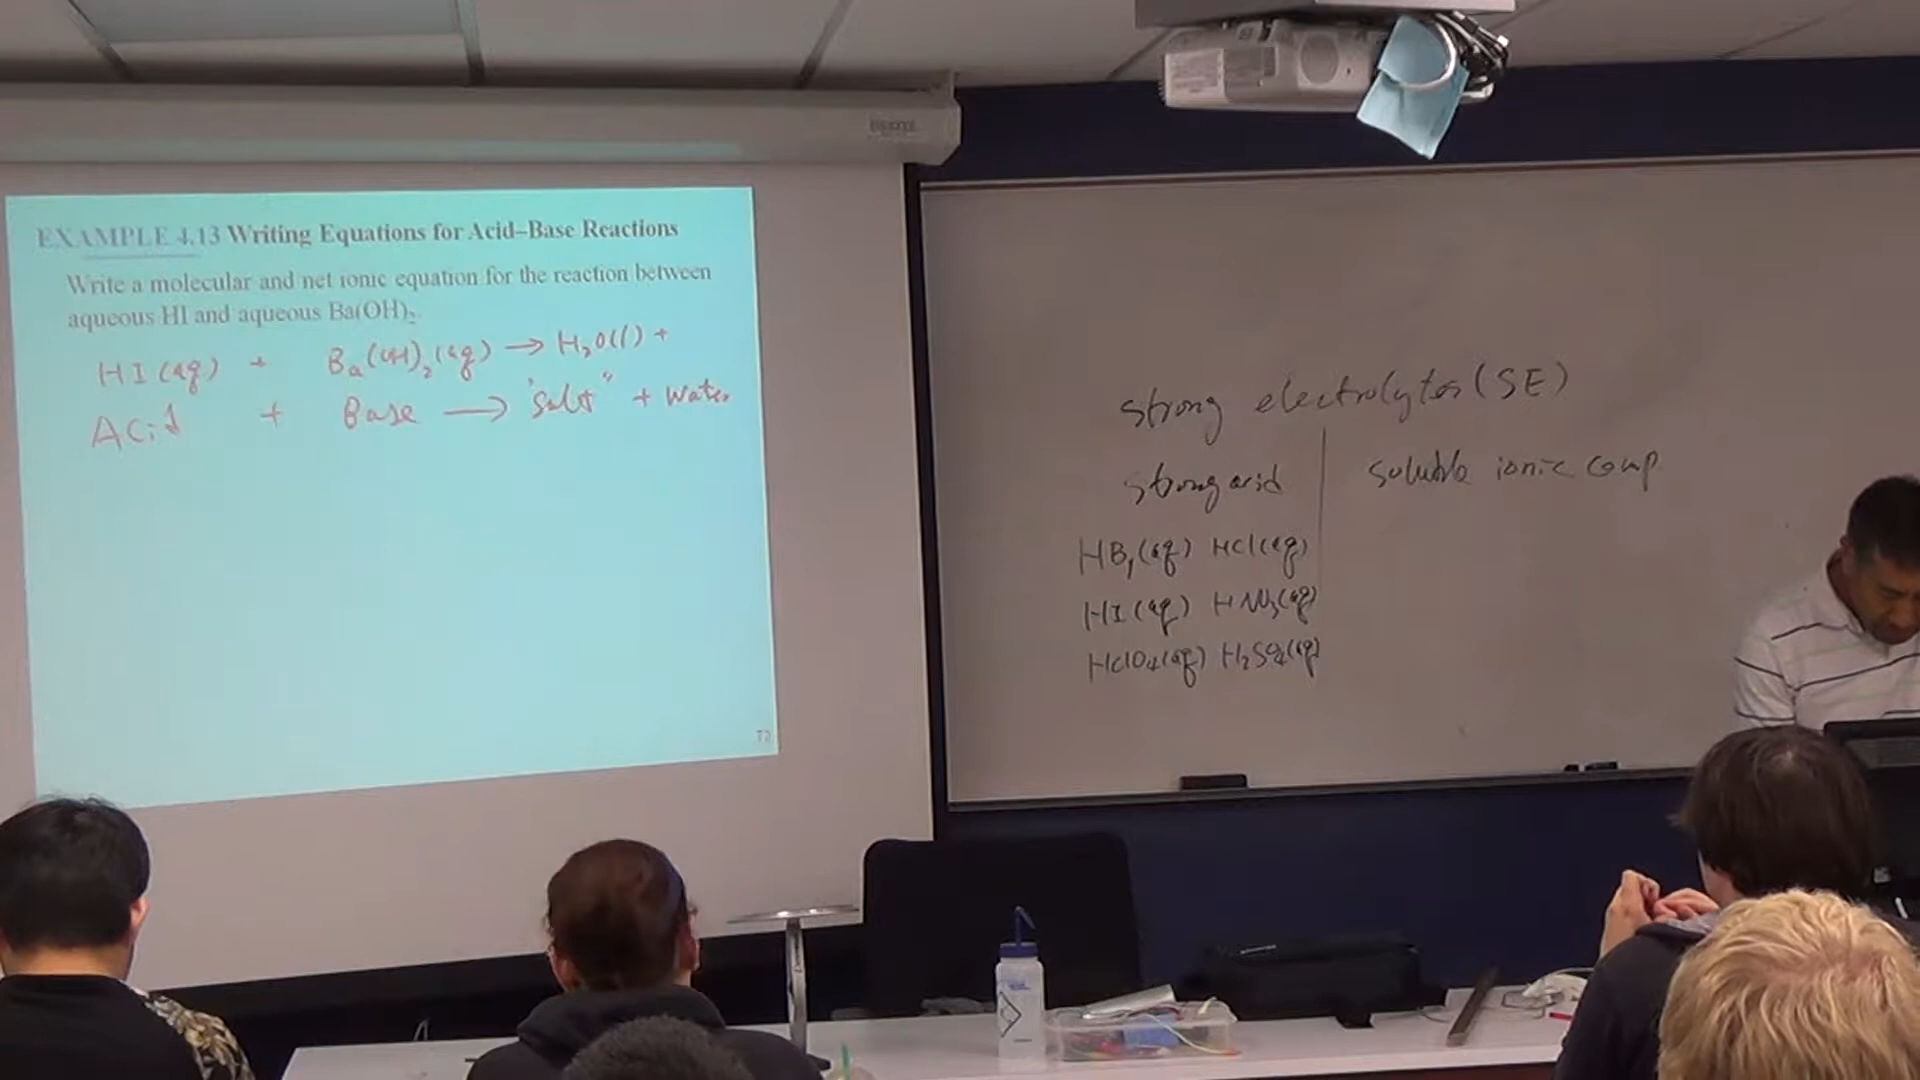 EXAMPLE 4.13 Writing Equations for Acid–Base Reactions
Write a molecular and net ionic equation for the reaction between
aqueous HI and aqueous Ba(OH)₂.
HI(aq) + Ba(OH)₂(aq) → H₂O(l) +
Acid + Base → "Salt" + Water
72
strong electrolytes (SE)
strong acid | soluble ionic comp
HBr(aq) HCl(aq)
HI(aq) HNO₃(aq)
HClO₄(aq) H₂SO₄(aq)